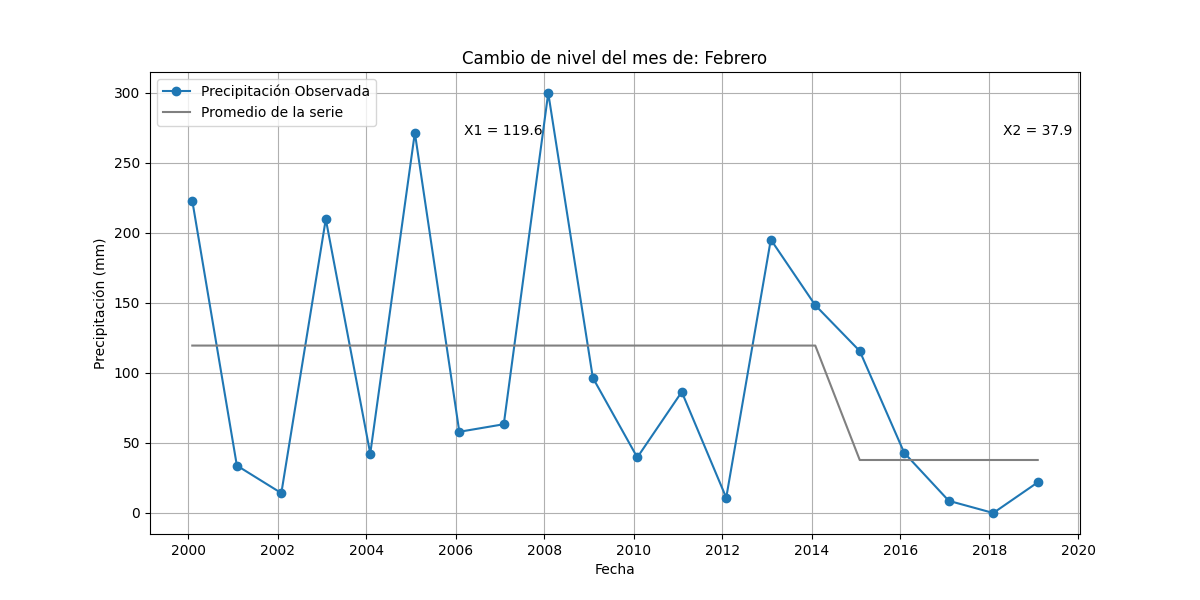 Cambio de nivel del mes de: Febrero
Precipitación Observada
Promedio de la serie
X1 = 119.6
X2 = 37.9
Precipitación (mm)
300
250
200
150
100
50
0
2000 2002 2004 2006 2008 2010 2012 2014 2016 2018 2020
Fecha